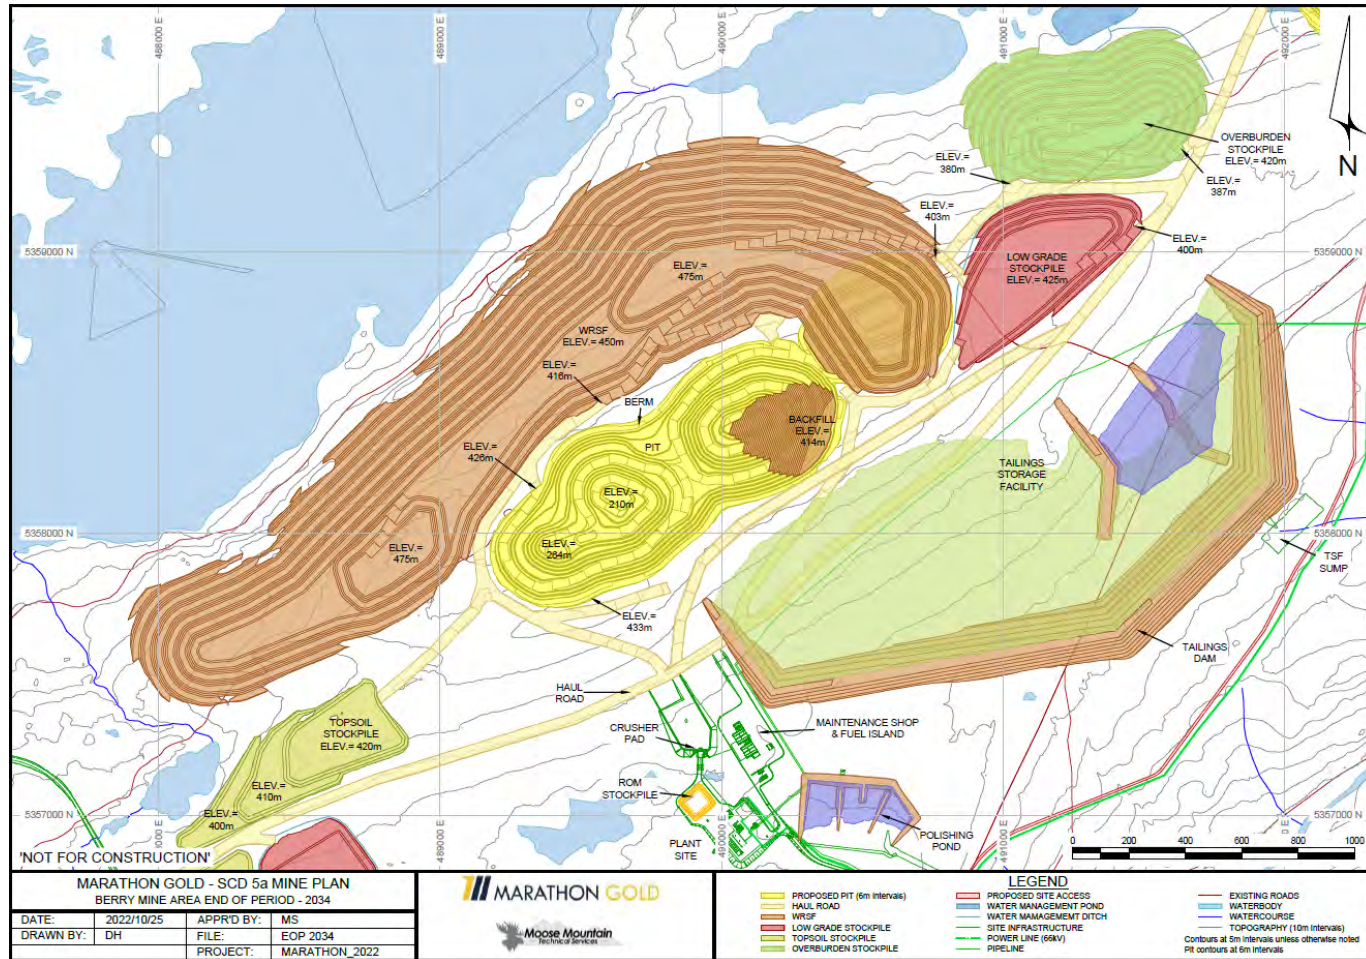 488000 E
489000 E
490000 E
491000 E
492000 E
OVERBURDEN
STOCKPILE
ELEV.= 420m
N
ELEV.=
380m
ELEV.=
387m
ELEV.=
403m
ELEV.=
400m
5359000 N
5359000 N
LOW GRADE
STOCKPILE
ELEV.= 425m
ELEV.=
475m
WRSF
ELEV.= 450m
ELEV.=
416m
BERM
BACKFILL
ELEV.=
414m
PIT
ELEV.=
426m
TAILINGS
STORAGE
FACILITY
ELEV.=
210m
5358000 N
5358000 N
ELEV.=
264m
ELEV.=
475m
TSF
SUMP
ELEV.=
433m
TAILINGS
DAM
HAUL
ROAD
TOPSOIL
STOCKPILE
ELEV.= 420m
CRUSHER
PAD
MAINTENANCE SHOP
& FUEL ISLAND
ELEV.=
410m
ROM
STOCKPILE
ELEV.=
400m
5357000 N
5357000 N
POLISHING
POND
PLANT
SITE
489000 E
490000 E
491000 E
0 200 400 600 800 1000
'NOT FOR CONSTRUCTION'
MARATHON GOLD - SCD 5a MINE PLAN
BERRY MINE AREA END OF PERIOD - 2034
DATE: 2022/10/25 APPR'D BY: MS
DRAWN BY: DH FILE: EOP 2034
PROJECT: MARATHON_2022
MARATHON GOLD
Moose Mountain
Technical Services
LEGEND
PROPOSED PIT (6m Intervals)
HAUL ROAD
WRSF
LOW GRADE STOCKPILE
TOPSOIL STOCKPILE
OVERBURDEN STOCKPILE
PROPOSED SITE ACCESS
WATER MANAGEMENT POND
WATER MAMAGEMEMT DITCH
SITE INFRASTRUCTURE
POWER LINE (66kV)
PIPELINE
EXISTING ROADS
WATERBODY
WATERCOURSE
TOPOGRAPHY (10m Intervals)
Contours at 5m Intervals unless otherwise noted
Pit contours at 6m Intervals